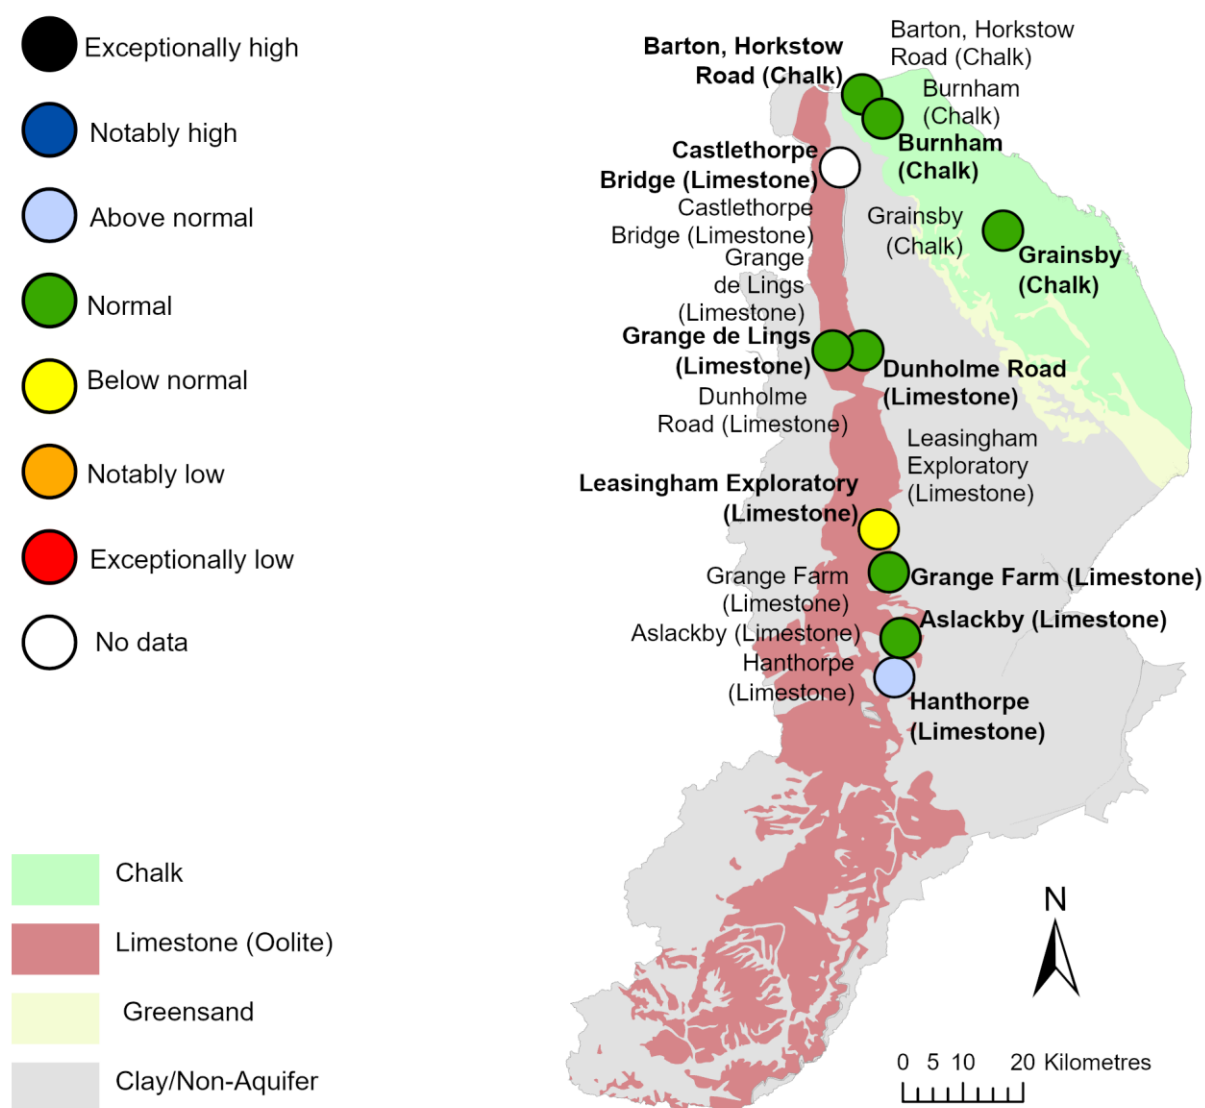 Exceptionally high
Notably high
Above normal
Normal
Below normal
Notably low
Exceptionally low
No data
Chalk
Limestone (Oolite)
Greensand
Clay/Non-Aquifer
Barton, Horkstow
Road (Chalk)
Barton, Horkstow
Road (Chalk)
Burnham
(Chalk)
Burnham
(Chalk)
Castlethorpe
Bridge (Limestone)
Castlethorpe
Bridge (Limestone)
Grainsby
(Chalk)
Grainsby
(Chalk)
Grange
de Lings
(Limestone)
Grange de Lings
(Limestone)
Dunholme Road
(Limestone)
Dunholme
Road (Limestone)
Leasingham
Exploratory
(Limestone)
Leasingham Exploratory
(Limestone)
Grange Farm
(Limestone)
Grange Farm (Limestone)
Aslackby (Limestone)
Aslackby (Limestone)
Hanthorpe
(Limestone)
Hanthorpe
(Limestone)
N
0 5 10 20 Kilometres